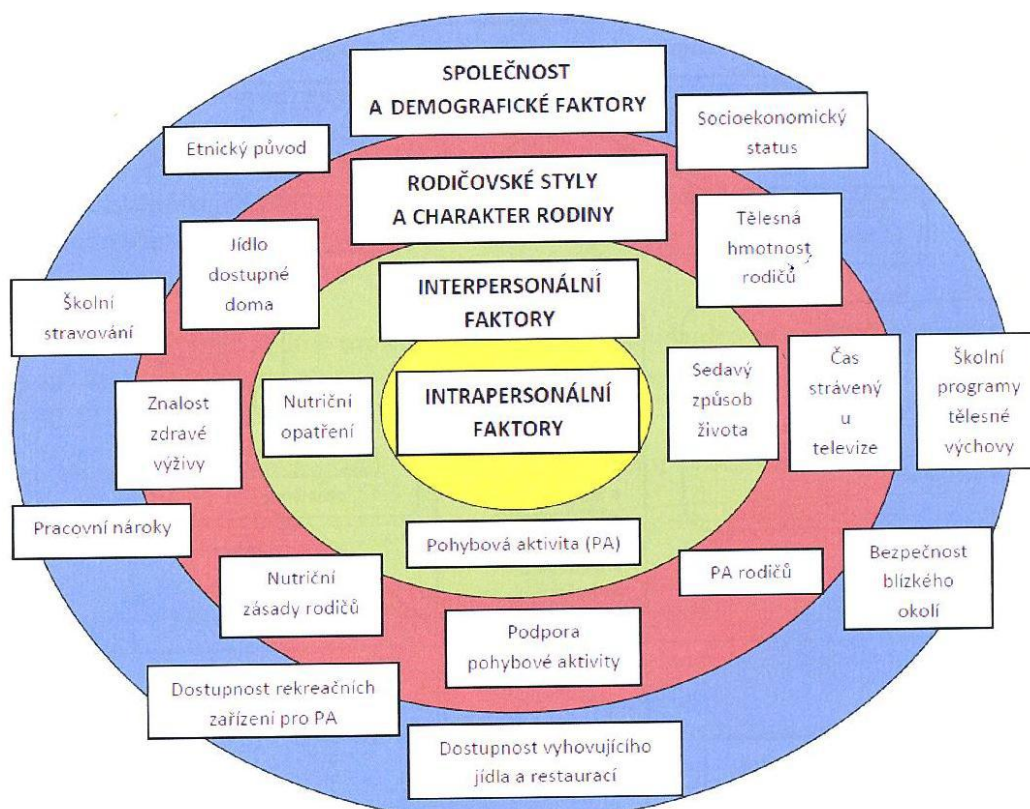 SPOLEČNOST
A DEMOGRAFICKÉ FAKTORY
Socioekonomický
status
Etnický původ
RODIČOVSKÉ STYLY
A CHARAKTER RODINY
Tělesná
hmotnost
rodičů
Jídlo
dostupné
doma
INTERPERSONÁLNÍ
FAKTORY
Školní
stravování
Znalost
zdravé
výživy
Nutriční
opatření
INTRAPERSONÁLNÍ
FAKTORY
Sedavý
způsob
života
Čas
strávený
u
televize
Školní
programy
tělesné
výchovy
Pracovní nároky
Pohybová aktivita (PA)
Nutriční
zásady rodičů
PA rodičů
Bezpečnost
blízkého
okolí
Podpora
pohybové aktivity
Dostupnost rekreačních
zařízení pro PA
Dostupnost vyhovujícího
jídla a restaurací